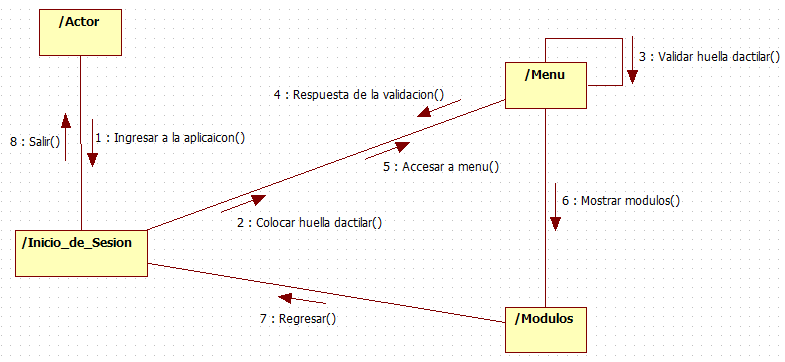 /Actor
/Menu
3 : Validar huella dactilar()
4 : Respuesta de la validacion()
8 : Salir()
1 : Ingresar a la aplicaicon()
5 : Accesar a menu()
6 : Mostrar modulos()
2 : Colocar huella dactilar()
/Inicio_de_Sesion
7 : Regresar()
/Modulos